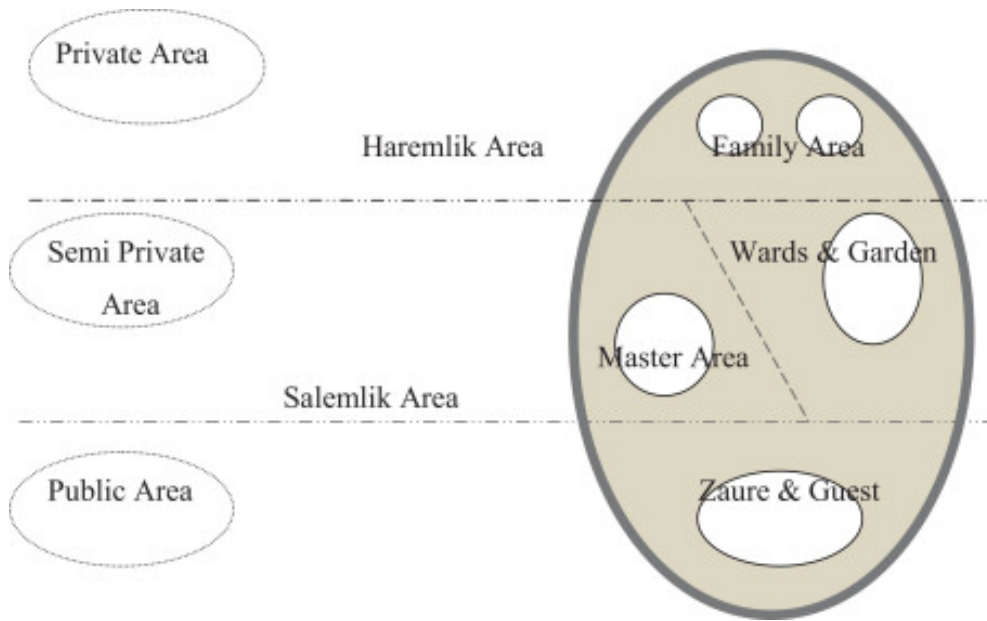 Private Area
Haremlik Area
Family Area
Semi Private
Area
Wards & Garden
Master Area
Salemlik Area
Public Area
Zaure & Guest